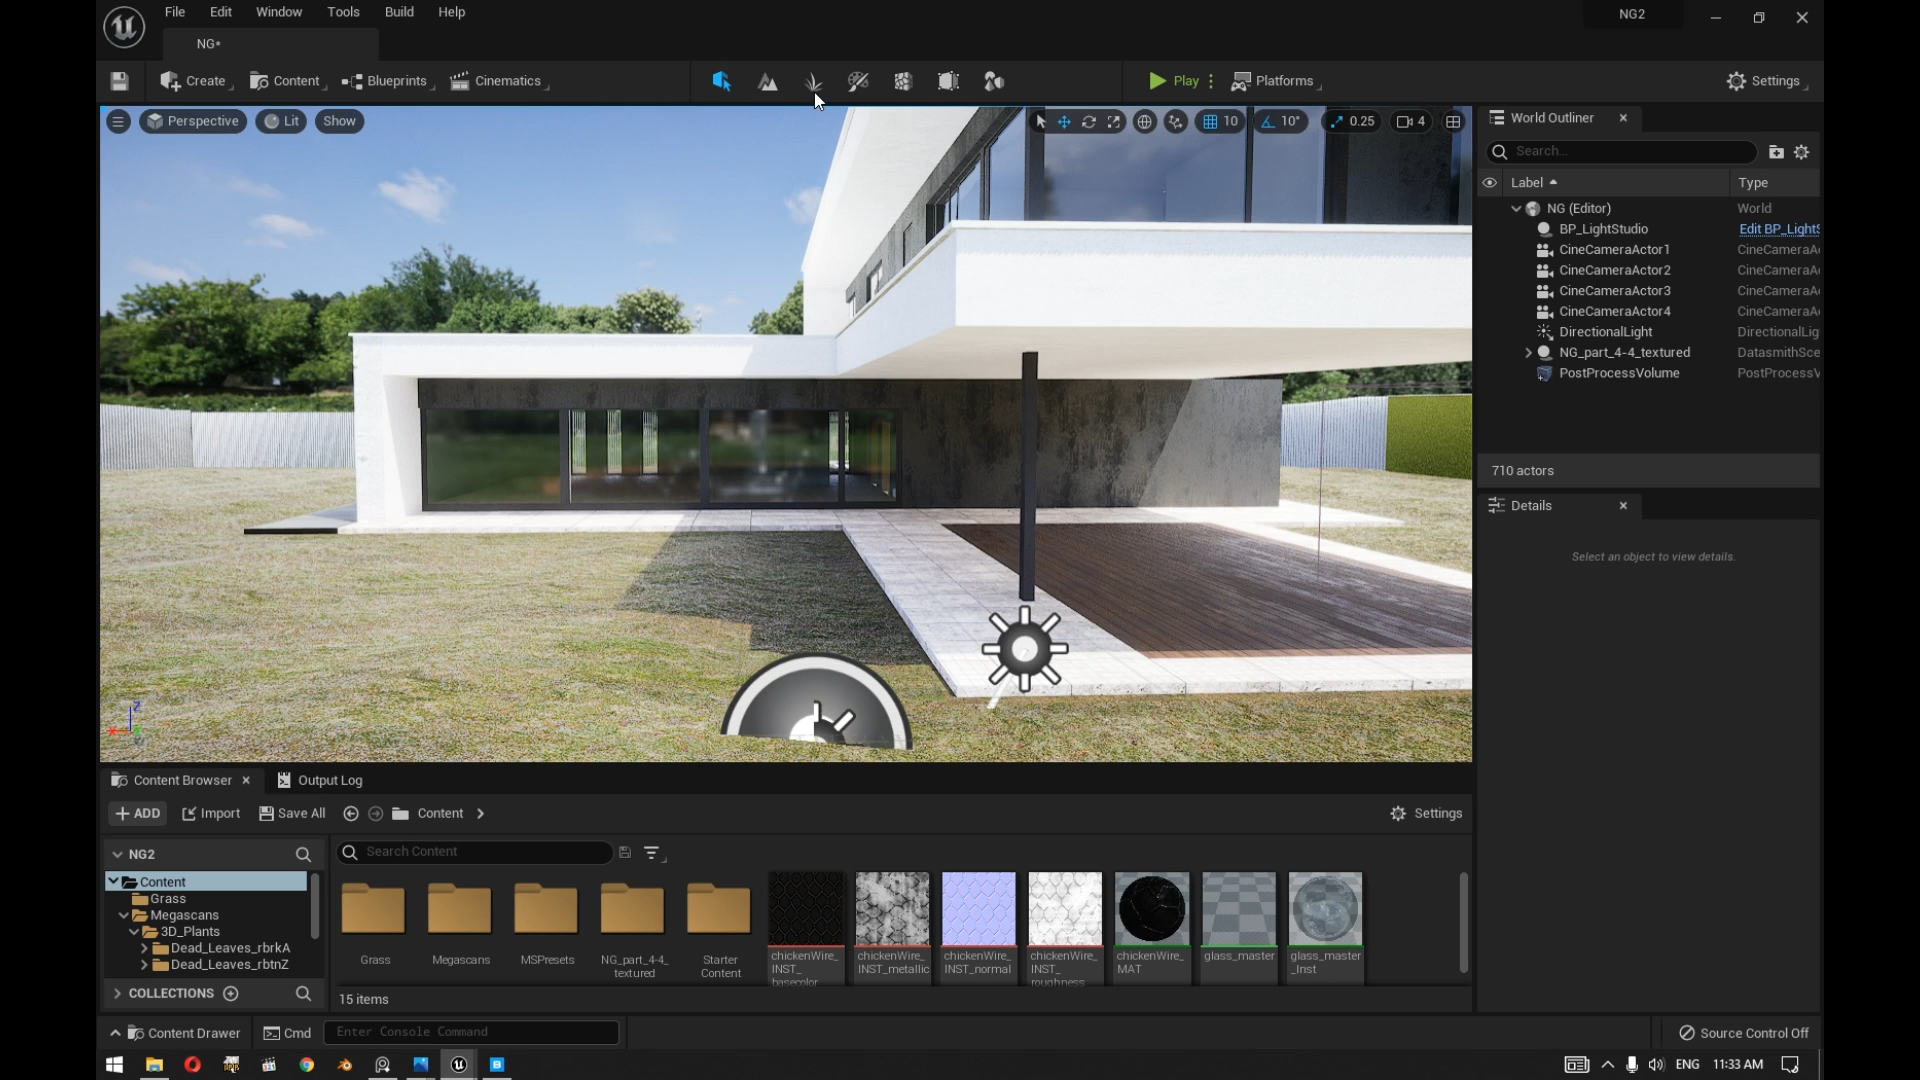 File Edit Window Tools Build Help
NG2
NG•
Create Content Blueprints Cinematics Play Platforms Settings
Perspective Lit Show 10 10° 0.25 4
World Outliner
Search...
Label Type
NG (Editor) World
BP_LightStudio Edit BP_LightS
CineCameraActor1 CineCameraA
CineCameraActor2 CineCameraA
CineCameraActor3 CineCameraA
CineCameraActor4 CineCameraA
DirectionalLight DirectionalLig
NG_part_4-4_textured DatasmithSce
PostProcessVolume PostProcessV
710 actors
Details
Select an object to view details.
Z
Content Browser Output Log
ADD Import Save All Content Settings
NG2
Search Content
Content
Grass
Megascans
3D_Plants
Dead_Leaves_rbrkA
Dead_Leaves_rbtnZ
COLLECTIONS
Grass
Megascans
MSPresets
NG_part_4-4_
textured
Starter
Content
chickenWire_
INST_
basecolor
chickenWire_
INST_metallic
chickenWire_
INST_normal
chickenWire_
INST_
roughness
chickenWire_
MAT
glass_master
glass_master
_Inst
15 items
Content Drawer Cmd Enter Console Command Source Control Off
ENG 11:33 AM